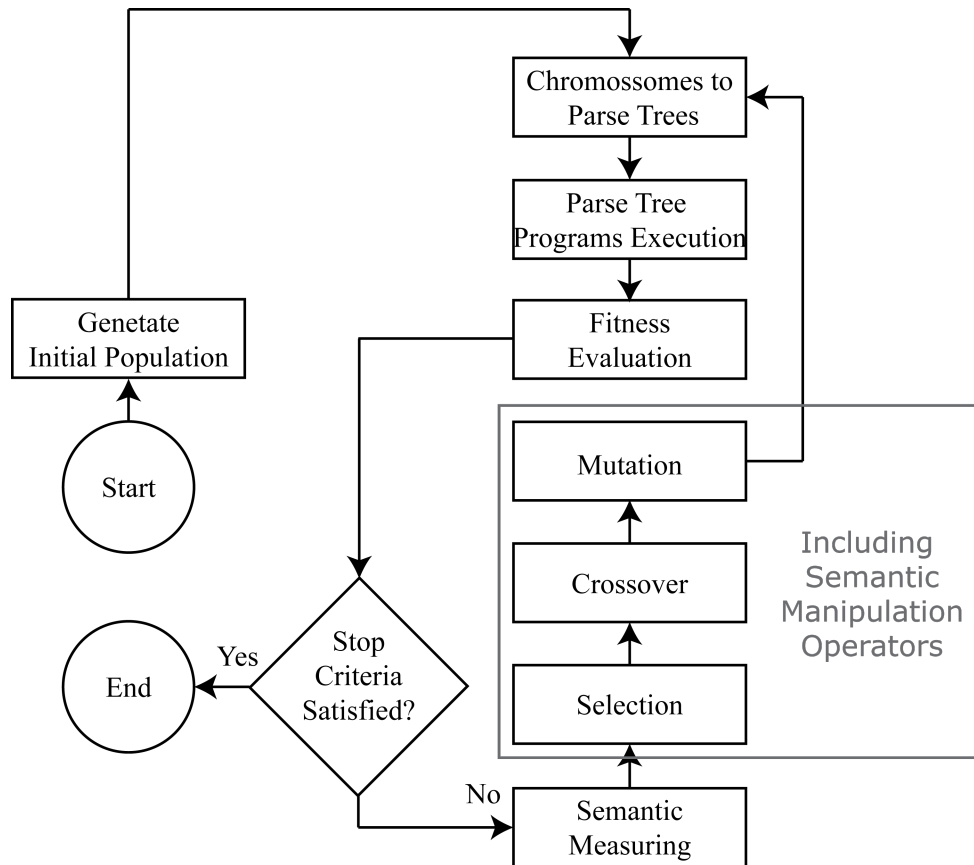 Chromossomes to
Parse Trees
Parse Tree
Programs Execution
Genetate
Initial Population
Fitness
Evaluation
Start
Mutation
Including
Semantic
Manipulation
Operators
Crossover
Stop
Criteria
Satisfied?
Yes
End
Selection
No
Semantic
Measuring